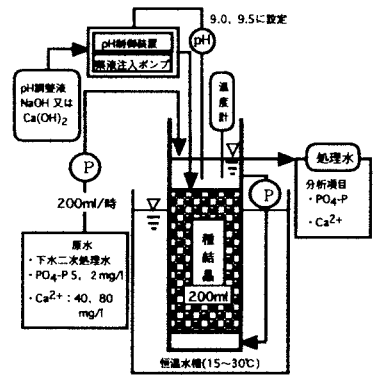 9.0、9.5に設定
pH制御装置
薬液注入ポンプ
pH
pH調整液
NaOH 又は
Ca(OH)2
温度計
P
200ml/時
処理水
分析項目
・PO4-P
・Ca2+
P
原水
・下水二次処理水
・PO4-P 5、2mg/l
・Ca2+：40、80
mg/l
種結晶
200ml
恒温水槽(15～30℃)